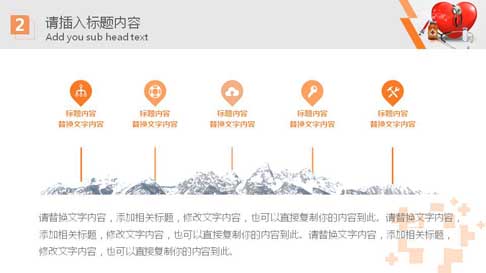 2
请插入标题内容
Add you sub head text
标题内容
替换文字内容
标题内容
替换文字内容
标题内容
替换文字内容
标题内容
替换文字内容
标题内容
替换文字内容
请替换文字内容，添加相关标题，修改文字内容，也可以直接复制你的内容到此。请替换文字内容，
添加相关标题，修改文字内容，也可以直接复制你的内容到此。请替换文字内容，添加相关标题，
修改文字内容，也可以直接复制你的内容到此。